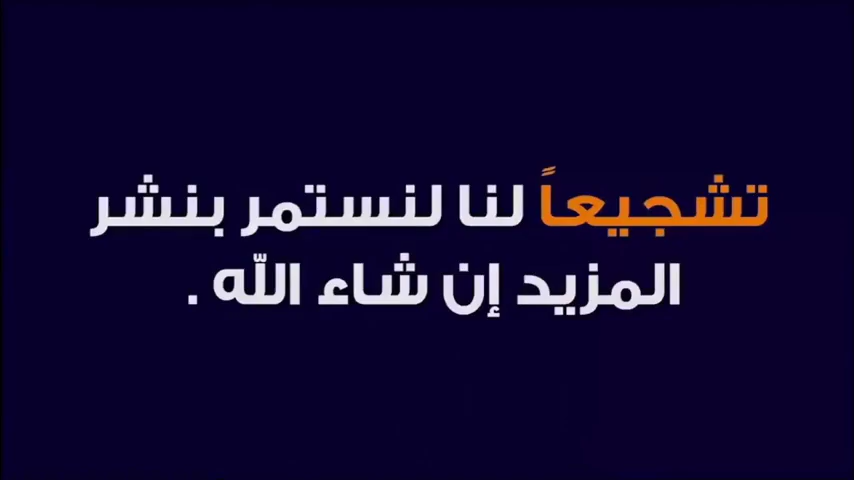 تشجيعاً لنا لنستمر بنشر
المزيد إن شاء الله .